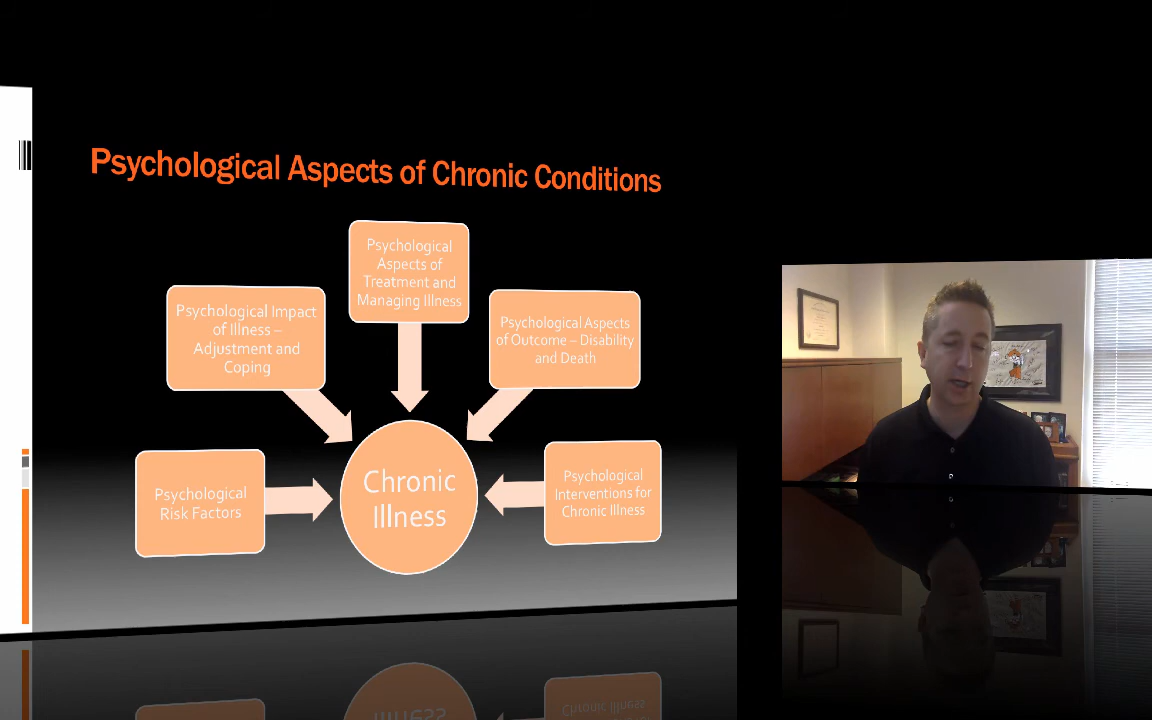 Psychological Aspects of Chronic Conditions
Psychological
Aspects of
Treatment and
Managing Illness
Psychological Impact
of Illness –
Adjustment and
Coping
Psychological Aspects
of Outcome – Disability
and Death
Psychological
Risk Factors
Chronic
Illness
Psychological
Interventions for
Chronic Illness